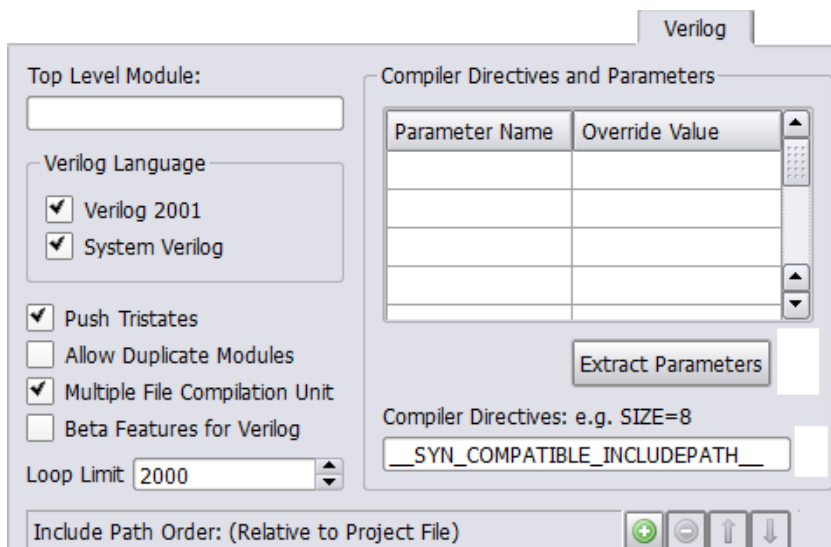 Verilog
Top Level Module:
Verilog Language
Verilog 2001
System Verilog
Push Tristates
Allow Duplicate Modules
Multiple File Compilation Unit
Beta Features for Verilog
Loop Limit 2000
Compiler Directives and Parameters
Parameter Name Override Value
Extract Parameters
Compiler Directives: e.g. SIZE=8
__SYN_COMPATIBLE_INCLUDEPATH__
Include Path Order: (Relative to Project File)